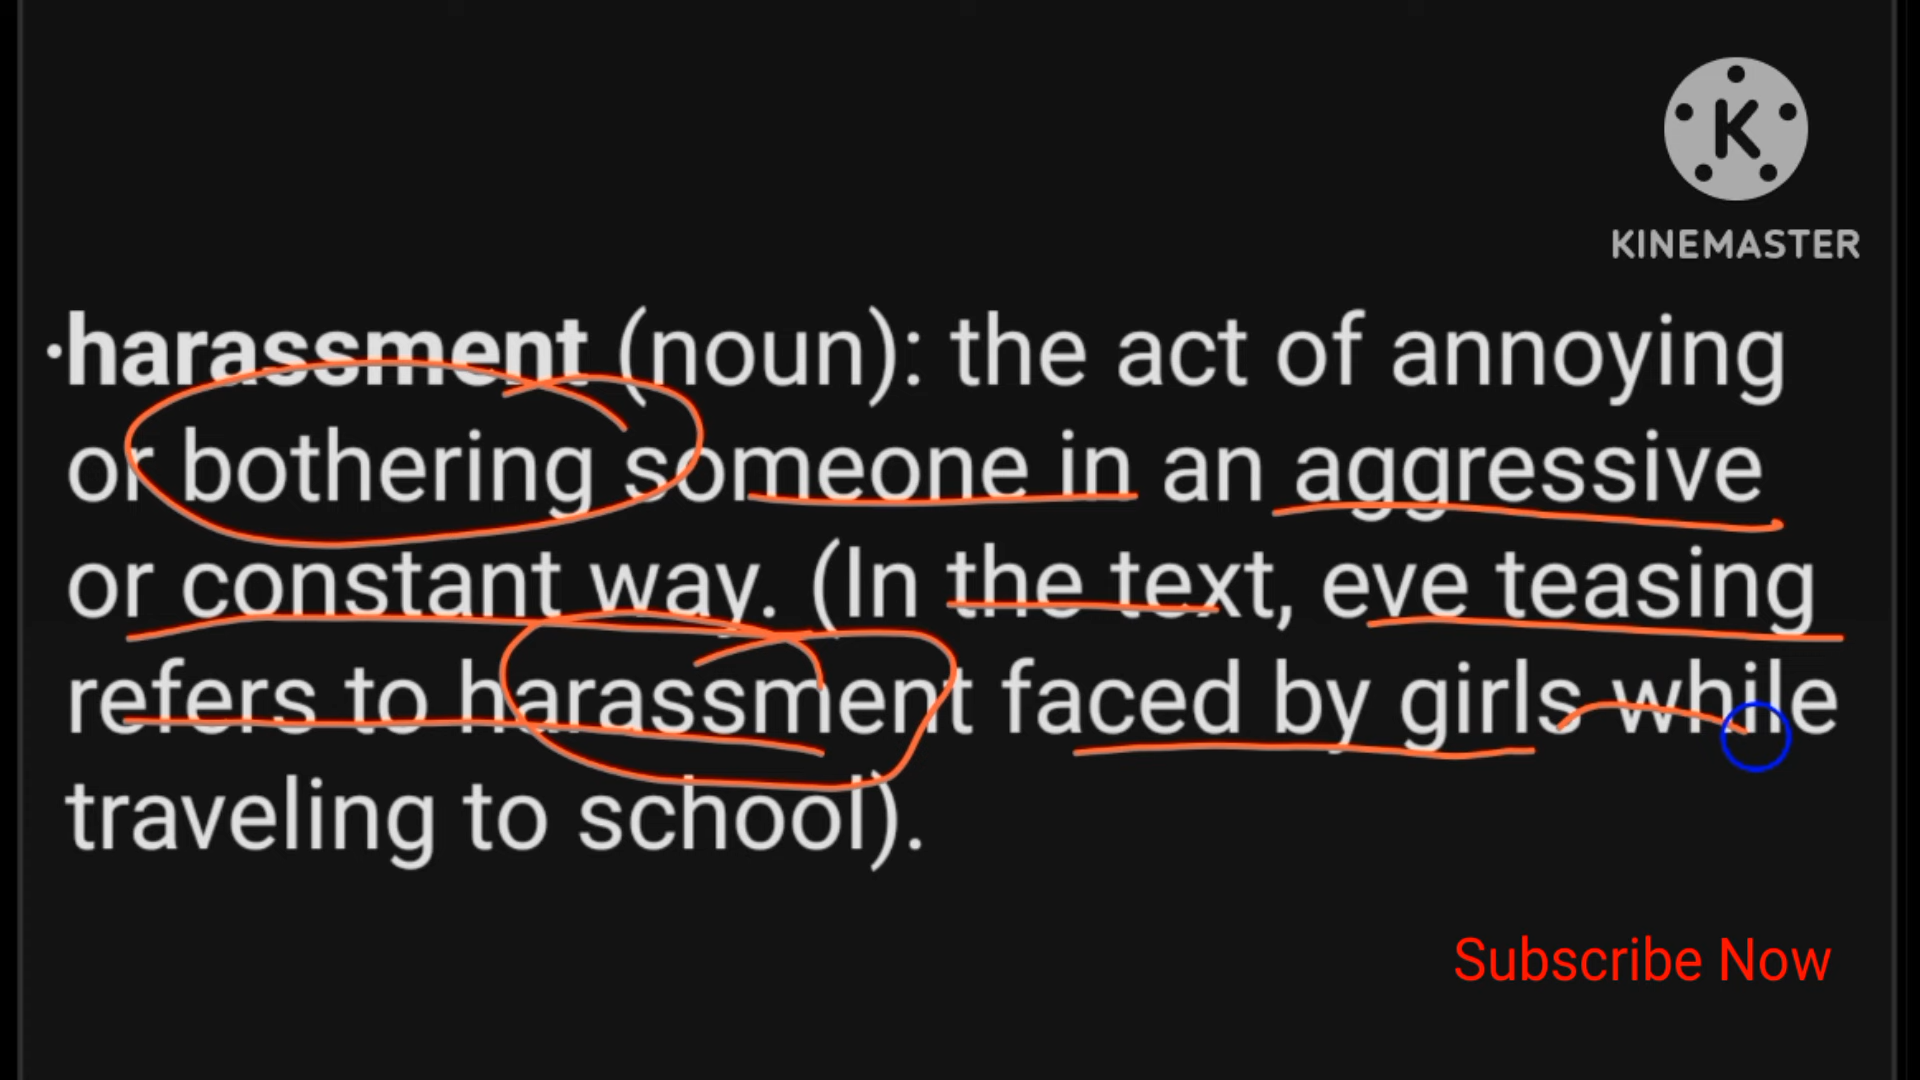 K
KINEMASTER
•harassment (noun): the act of annoying
or bothering someone in an aggressive
or constant way. (In the text, eve teasing
refers to harassment faced by girls while
traveling to school).
Subscribe Now